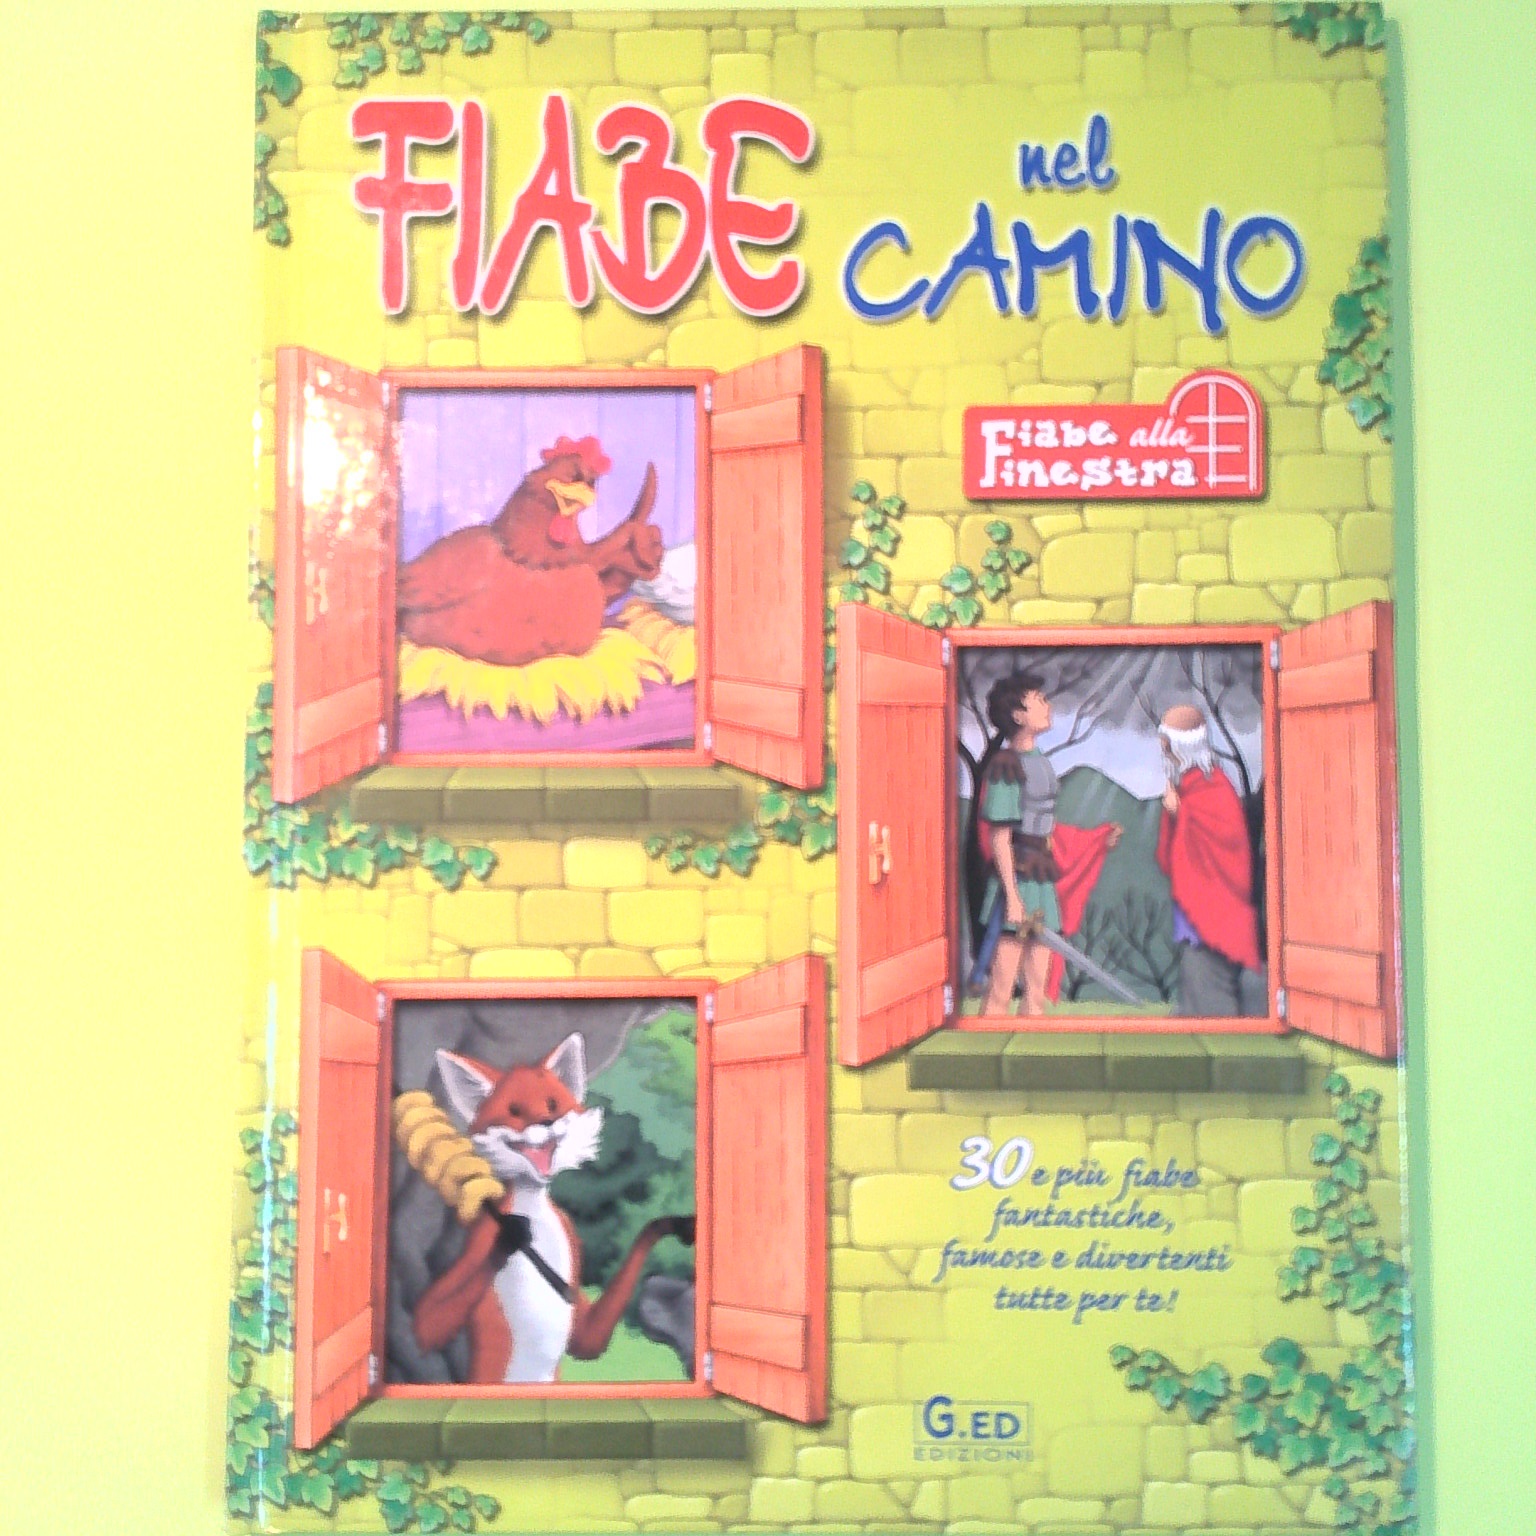 FIABE nel
CAMINO
Fiabe alla
Finestra
30 e più fiabe
fantastiche,
famose e divertenti
tutte per te!
G.ED
EDIZIONI